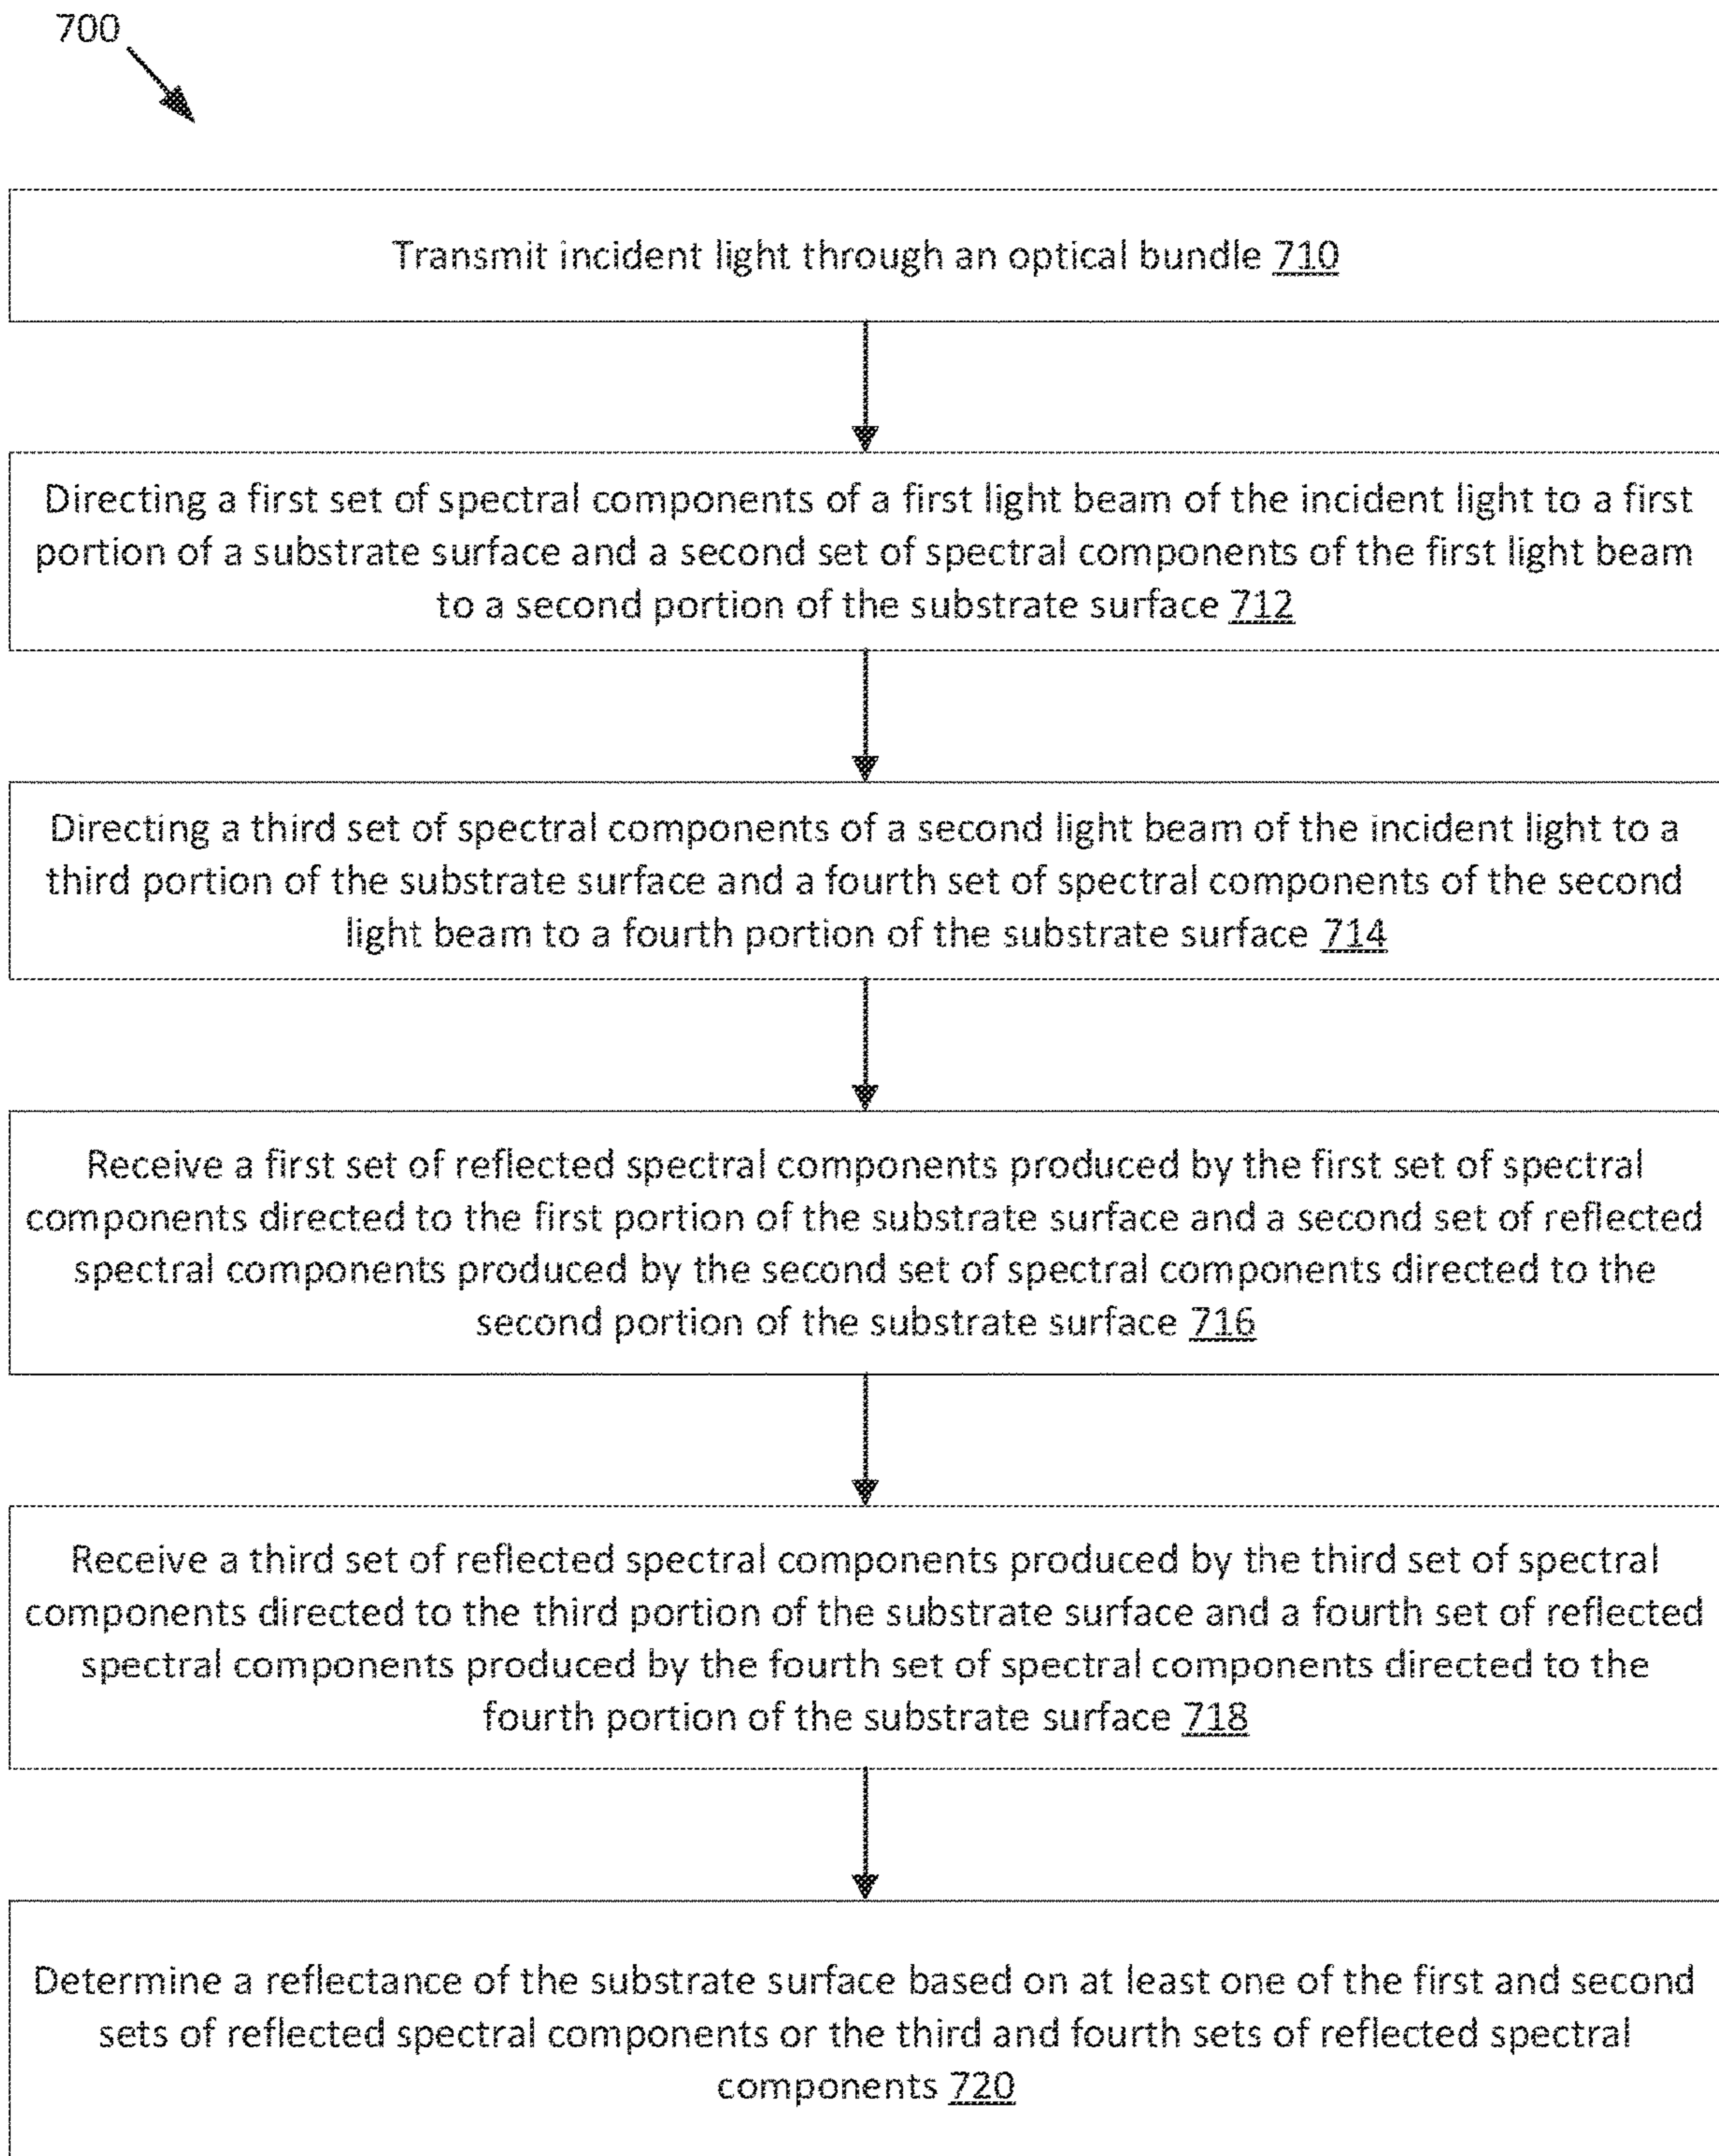 700
Transmit incident light through an optical bundle 710
Directing a first set of spectral components of a first light beam of the incident light to a first
portion of a substrate surface and a second set of spectral components of the first light beam
to a second portion of the substrate surface 712
Directing a third set of spectral components of a second light beam of the incident light to a
third portion of the substrate surface and a fourth set of spectral components of the second
light beam to a fourth portion of the substrate surface 714
Receive a first set of reflected spectral components produced by the first set of spectral
components directed to the first portion of the substrate surface and a second set of reflected
spectral components produced by the second set of spectral components directed to the
second portion of the substrate surface 716
Receive a third set of reflected spectral components produced by the third set of spectral
components directed to the third portion of the substrate surface and a fourth set of reflected
spectral components produced by the fourth set of spectral components directed to the
fourth portion of the substrate surface 718
Determine a reflectance of the substrate surface based on at least one of the first and second
sets of reflected spectral components or the third and fourth sets of reflected spectral
components 720